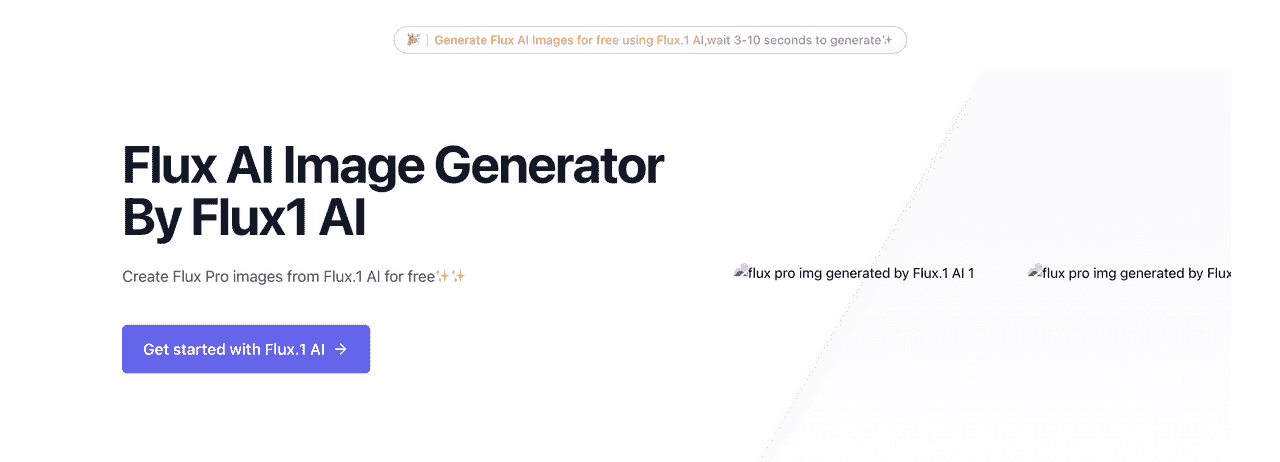 Generate Flux AI Images for free using Flux.1 AI,wait 3-10 seconds to generate✨
Flux AI Image Generator
By Flux1 AI
Create Flux Pro images from Flux.1 AI for free✨✨
flux pro img generated by Flux.1 AI 1
flux pro img generated by Flux
Get started with Flux.1 AI →